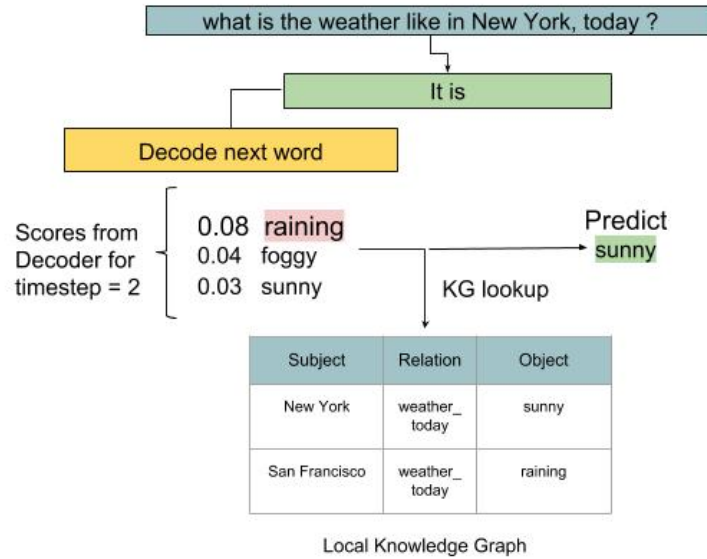 what is the weather like in New York, today ?
It is
Decode next word
Scores from
Decoder for
timestep = 2
0.08 raining
0.04 foggy
0.03 sunny
Predict
sunny
KG lookup
Subject Relation Object
New York weather_
today sunny
San Francisco weather_
today raining
Local Knowledge Graph